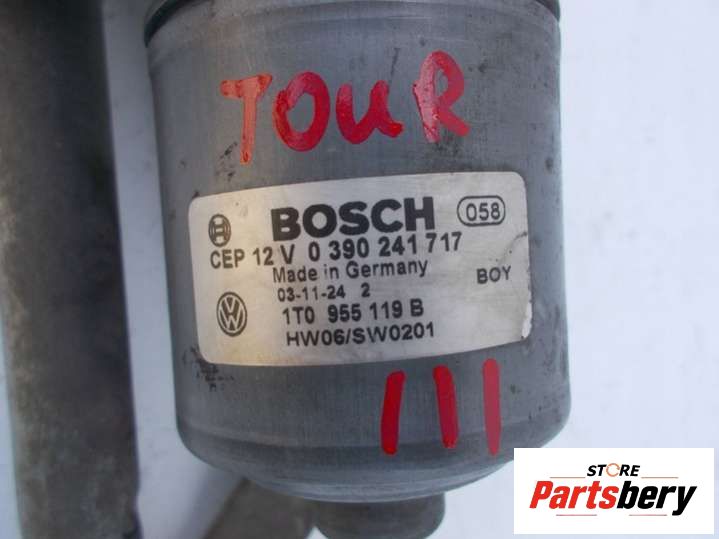 TOUR
BOSCH 058
CEP 12 V 0 390 241 717
Made in Germany
BOY
03-11-24 2
1T0 955 119 B
HW06/SW0201
111
STORE
Partsbery